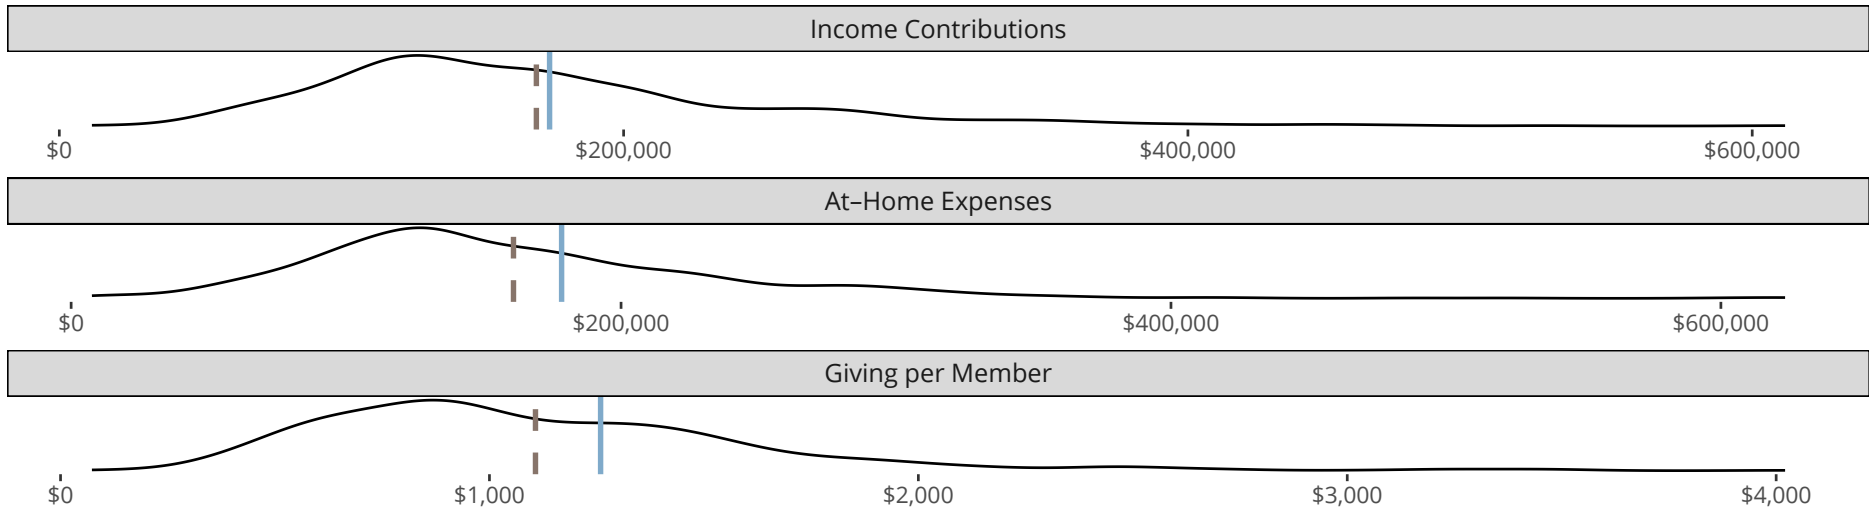 Income Contributions
$0 $200,000 $400,000 $600,000
At–Home Expenses
$0 $200,000 $400,000 $600,000
Giving per Member
$0 $1,000 $2,000 $3,000 $4,000